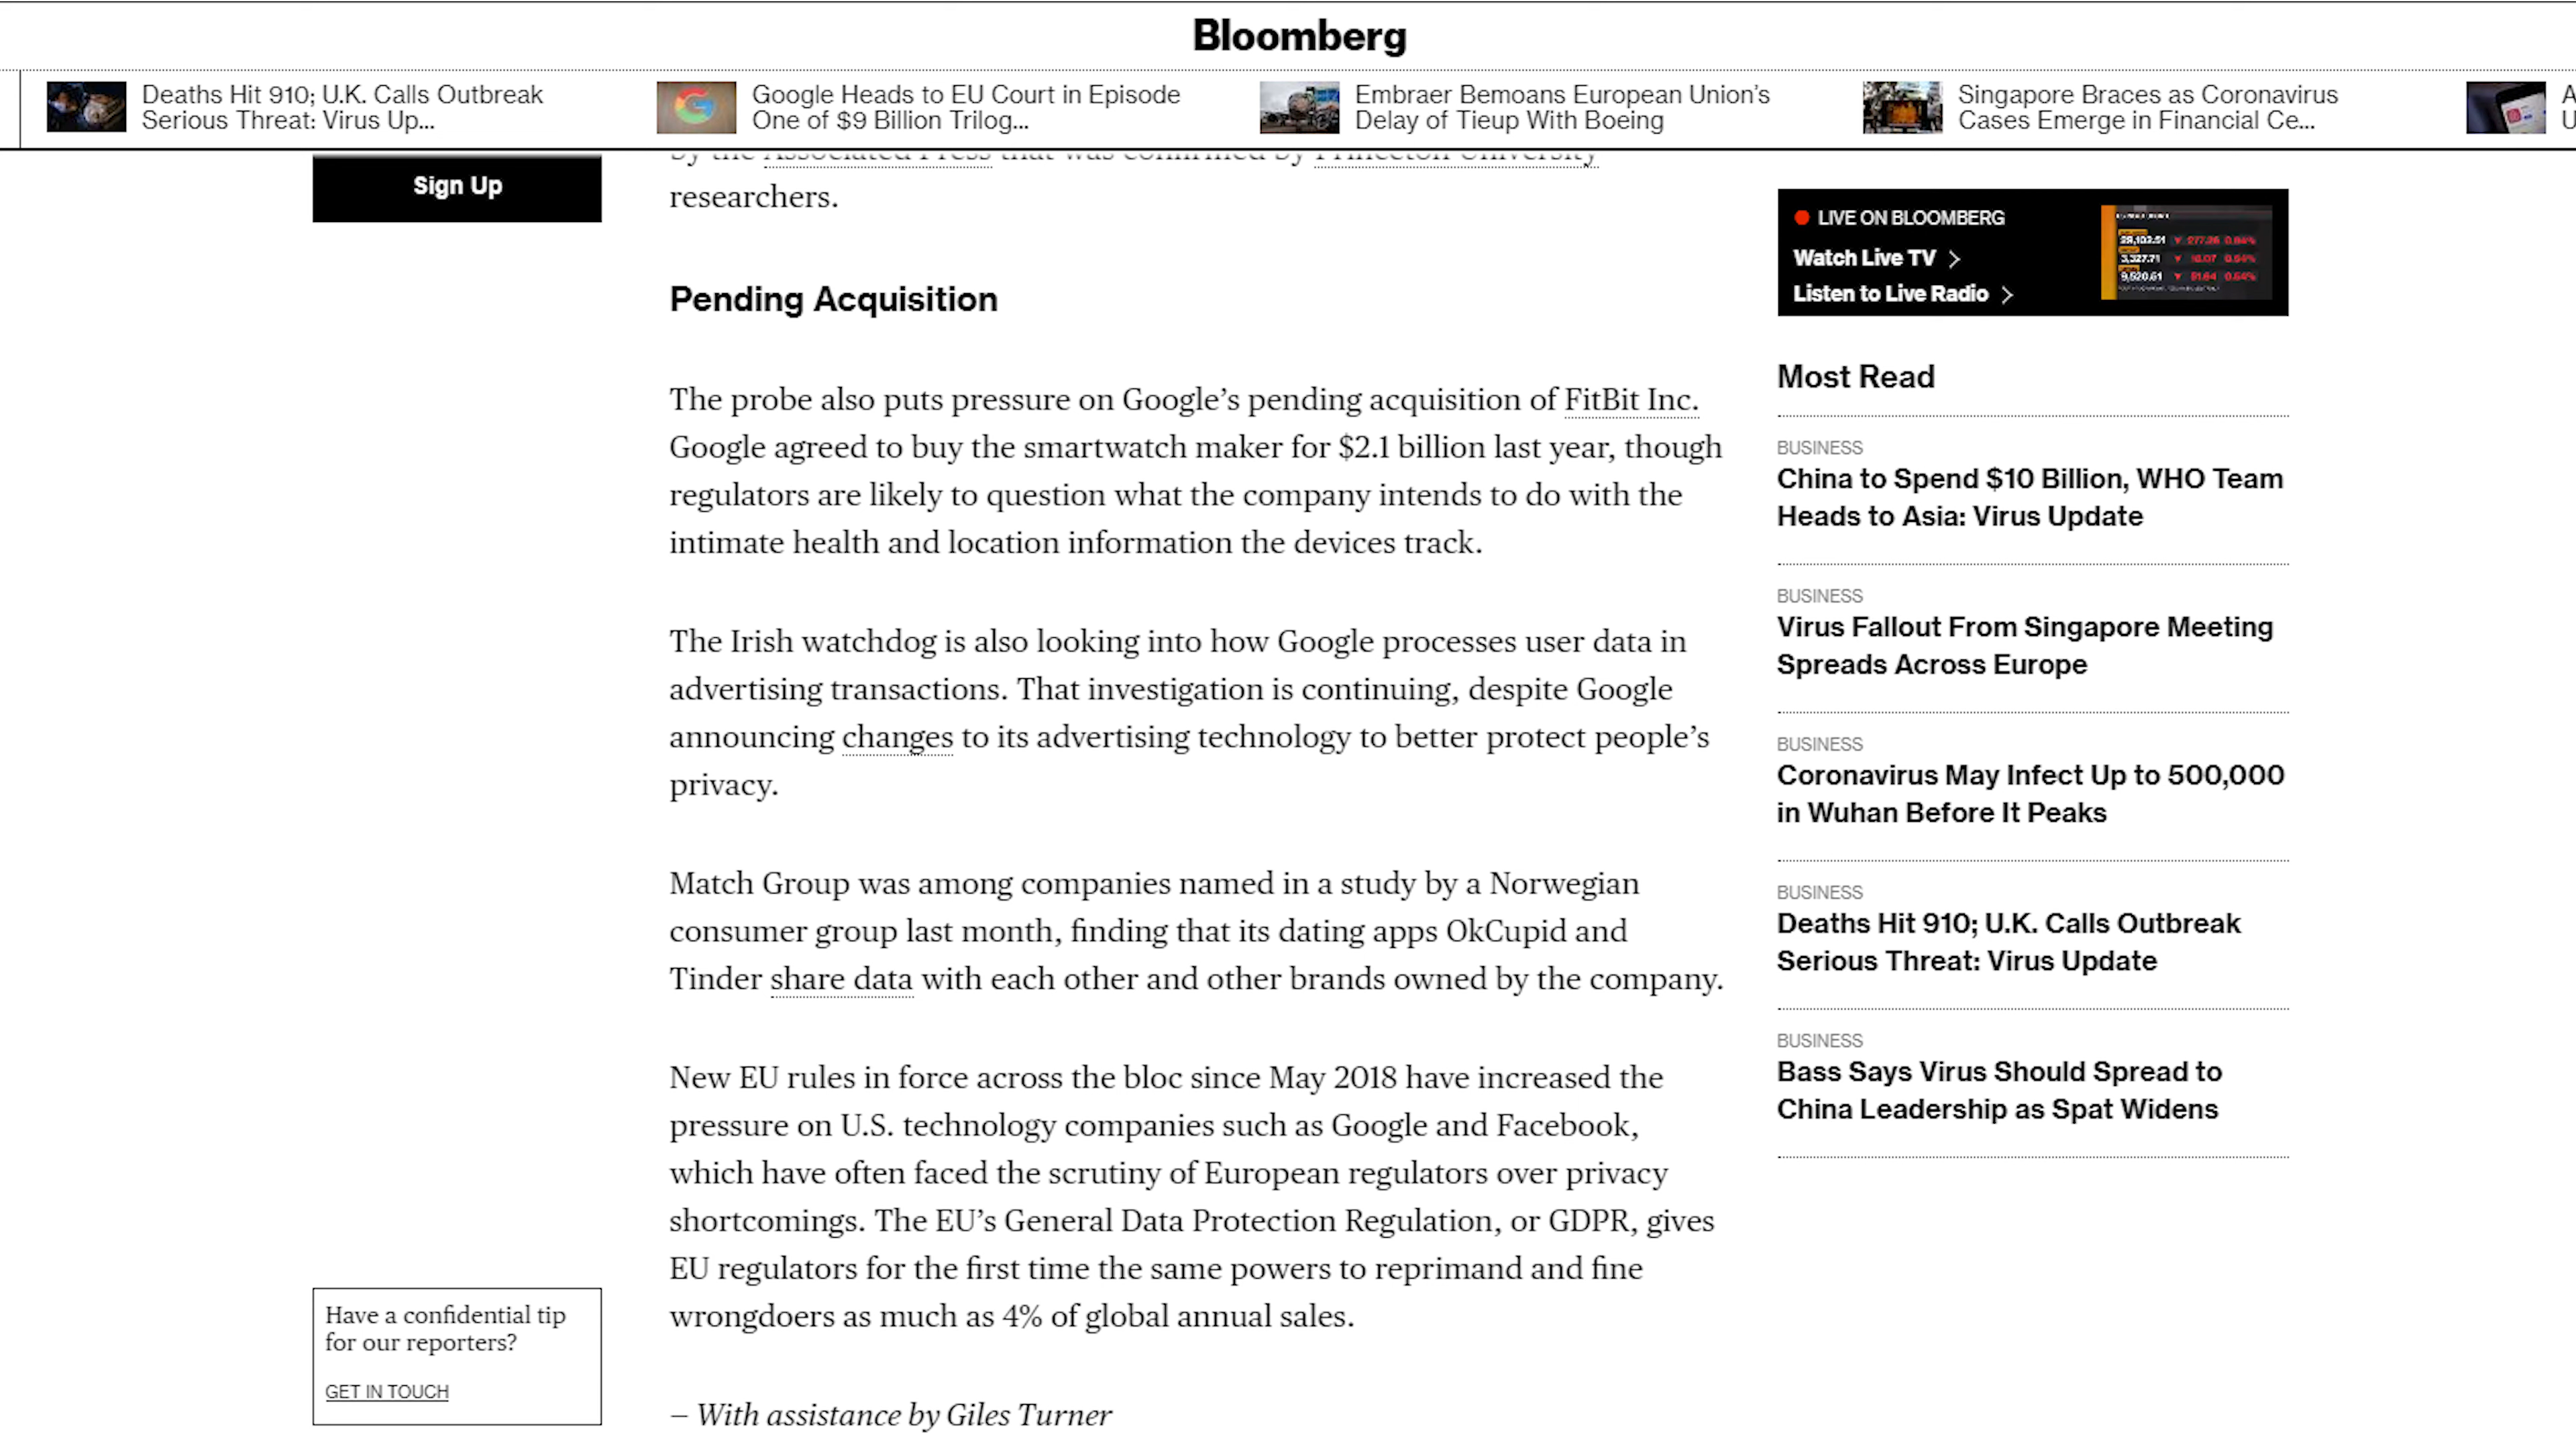 Bloomberg
Deaths Hit 910; U.K. Calls Outbreak
Serious Threat: Virus Up...
Google Heads to EU Court in Episode
One of $9 Billion Trilog...
Embraer Bemoans European Union's
Delay of Tieup With Boeing
Singapore Braces as Coronavirus
Cases Emerge in Financial Ce...
Sign Up
by the Associated Press that was confirmed by Princeton University
researchers.
Pending Acquisition
The probe also puts pressure on Google's pending acquisition of FitBit Inc.
Google agreed to buy the smartwatch maker for $2.1 billion last year, though
regulators are likely to question what the company intends to do with the
intimate health and location information the devices track.
The Irish watchdog is also looking into how Google processes user data in
advertising transactions. That investigation is continuing, despite Google
announcing changes to its advertising technology to better protect people's
privacy.
Match Group was among companies named in a study by a Norwegian
consumer group last month, finding that its dating apps OkCupid and
Tinder share data with each other and other brands owned by the company.
New EU rules in force across the bloc since May 2018 have increased the
pressure on U.S. technology companies such as Google and Facebook,
which have often faced the scrutiny of European regulators over privacy
shortcomings. The EU's General Data Protection Regulation, or GDPR, gives
EU regulators for the first time the same powers to reprimand and fine
wrongdoers as much as 4% of global annual sales.
– With assistance by Giles Turner
Have a confidential tip
for our reporters?
GET IN TOUCH
LIVE ON BLOOMBERG
Watch Live TV
Listen to Live Radio
Most Read
BUSINESS
China to Spend $10 Billion, WHO Team
Heads to Asia: Virus Update
BUSINESS
Virus Fallout From Singapore Meeting
Spreads Across Europe
BUSINESS
Coronavirus May Infect Up to 500,000
in Wuhan Before It Peaks
BUSINESS
Deaths Hit 910; U.K. Calls Outbreak
Serious Threat: Virus Update
BUSINESS
Bass Says Virus Should Spread to
China Leadership as Spat Widens